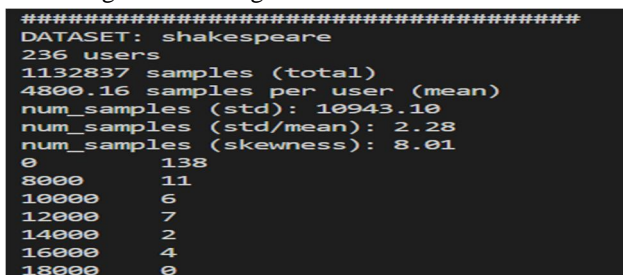 ###################################
DATASET: shakespeare
236 users
1132837 samples (total)
4800.16 samples per user (mean)
num_samples (std): 10943.10
num_samples (std/mean): 2.28
num_samples (skewness): 8.01
0 138
8000 11
10000 6
12000 7
14000 2
16000 4
18000 0